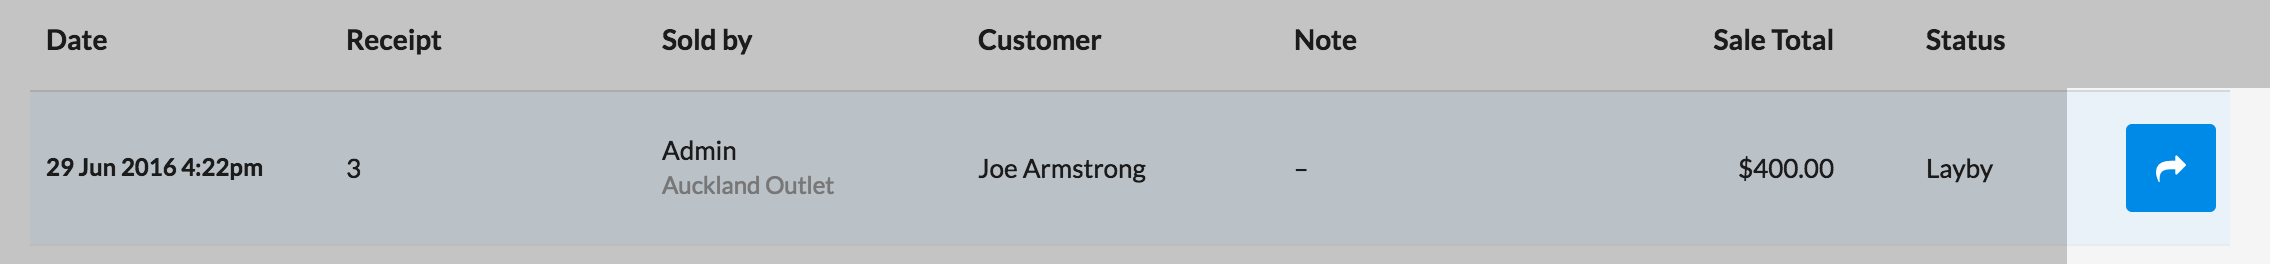 Date Receipt Sold by Customer Note Sale Total Status
29 Jun 2016 4:22pm 3 Admin Joe Armstrong – $400.00 Layby
Auckland Outlet